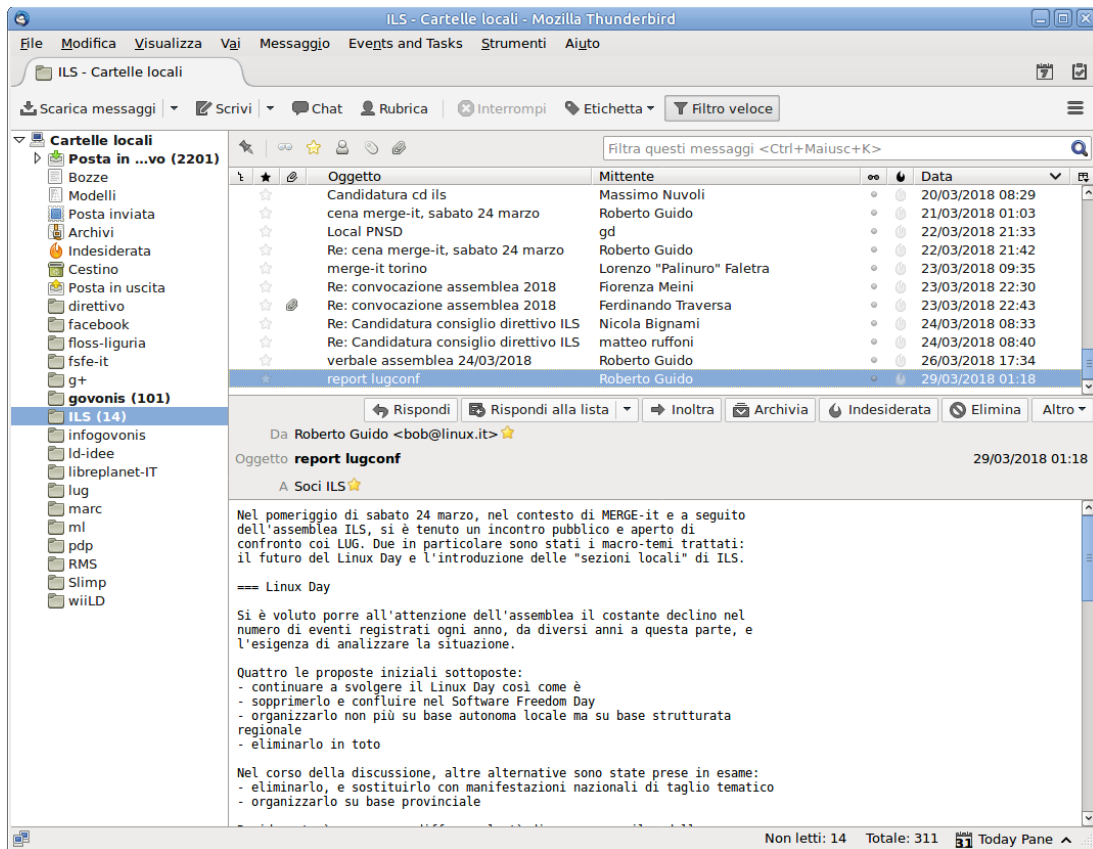 ILS - Cartelle locali - Mozilla Thunderbird
File Modifica Visualizza Vai Messaggio Events and Tasks Strumenti Aiuto
ILS - Cartelle locali
Scarica messaggi Scrivi Chat Rubrica Interrompi Etichetta Filtro veloce
Cartelle locali
Posta in ...vo (2201)
Bozze
Modelli
Posta inviata
Archivi
Indesiderata
Cestino
Posta in uscita
direttivo
facebook
floss-liguria
fsfe-it
g+
govonis (101)
ILS (14)
infogovonis
ld-idee
libreplanet-IT
lug
marc
ml
pdp
RMS
Slimp
wiiLD
Filtra questi messaggi <Ctrl+Maiusc+K>
Oggetto Mittente Data
Candidatura cd ils Massimo Nuvoli 20/03/2018 08:29
cena merge-it, sabato 24 marzo Roberto Guido 21/03/2018 01:03
Local PNSD gd 22/03/2018 21:33
Re: cena merge-it, sabato 24 marzo Roberto Guido 22/03/2018 21:42
merge-it torino Lorenzo "Palinuro" Faletra 23/03/2018 09:35
Re: convocazione assemblea 2018 Fiorenza Meini 23/03/2018 22:30
Re: convocazione assemblea 2018 Ferdinando Traversa 23/03/2018 22:43
Re: Candidatura consiglio direttivo ILS Nicola Bignami 24/03/2018 08:33
Re: Candidatura consiglio direttivo ILS matteo ruffoni 24/03/2018 08:40
verbale assemblea 24/03/2018 Roberto Guido 26/03/2018 17:34
report lugconf Roberto Guido 29/03/2018 01:18
Rispondi Rispondi alla lista Inoltra Archivia Indesiderata Elimina Altro
Da Roberto Guido <bob@linux.it>
Oggetto report lugconf 29/03/2018 01:18
A Soci ILS
Nel pomeriggio di sabato 24 marzo, nel contesto di MERGE-it e a seguito
dell'assemblea ILS, si è tenuto un incontro pubblico e aperto di
confronto coi LUG. Due in particolare sono stati i macro-temi trattati:
il futuro del Linux Day e l'introduzione delle "sezioni locali" di ILS.
=== Linux Day
Si è voluto porre all'attenzione dell'assemblea il costante declino nel
numero di eventi registrati ogni anno, da diversi anni a questa parte, e
l'esigenza di analizzare la situazione.
Quattro le proposte iniziali sottoposte:
- continuare a svolgere il Linux Day così come è
- sopprimerlo e confluire nel Software Freedom Day
- organizzarlo non più su base autonoma locale ma su base strutturata
regionale
- eliminarlo in toto
Nel corso della discussione, altre alternative sono state prese in esame:
- eliminarlo, e sostituirlo con manifestazioni nazionali di taglio tematico
- organizzarlo su base provinciale
Non letti: 14 Totale: 311 31 Today Pane